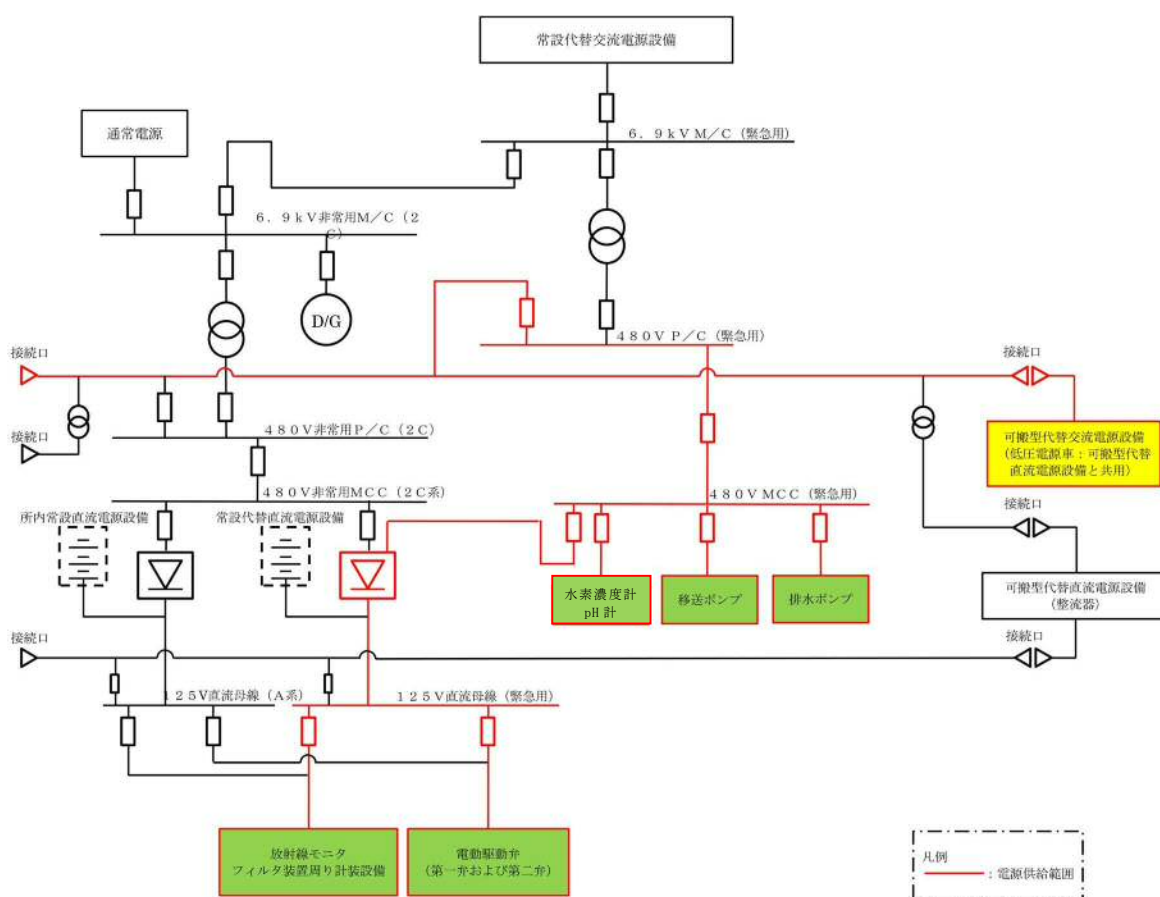 常設代替交流電源設備
通常電源
6．9ｋV M／C（緊急用）
6．9ｋV非常用M／C（2
C）
D/G
480V P／C（緊急用）
接続口
接続口
接続口
480V非常用P／C（2C）
可搬型代替交流電源設備
（低圧電源車：可搬型代替
直流電源設備と共用）
480V非常用MCC（2C系）
480V MCC（緊急用）
接続口
所内常設直流電源設備
常設代替直流電源設備
水素濃度計
pH 計
移送ポンプ
排水ポンプ
可搬型代替直流電源設備
（整流器）
接続口
接続口
125V直流母線（A系）
125V直流母線（緊急用）
放射線モニタ
フィルタ装置周り計装設備
電動駆動弁
（第一弁および第二弁）
凡例
：電源供給範囲